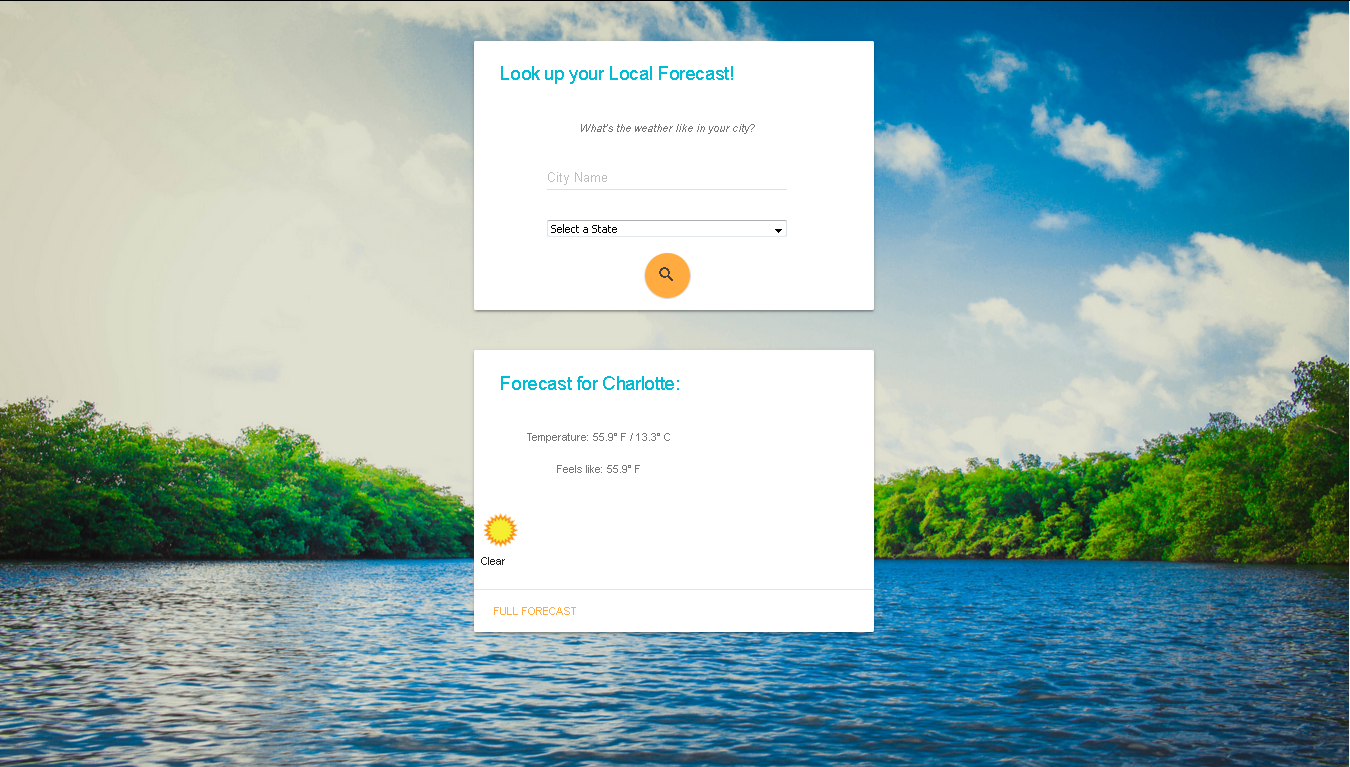 Look up your Local Forecast!
What's the weather like in your city?
City Name
Select a State
Forecast for Charlotte:
Temperature: 55.9° F / 13.3° C
Feels like: 55.9° F
Clear
FULL FORECAST